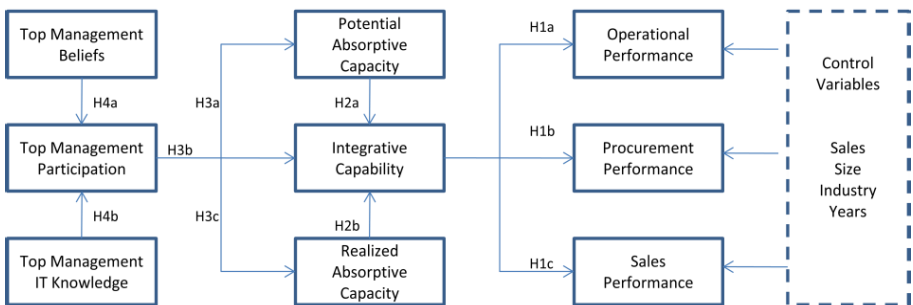 Top Management
Beliefs
Potential
Absorptive
Capacity
H1a
Operational
Performance
Control
Variables
H4a
H3a
H2a
Top Management
Participation
H3b
Integrative
Capability
H1b
Procurement
Performance
Sales
Size
Industry
Years
H4b
H3c
H2b
Top Management
IT Knowledge
Realized
Absorptive
Capacity
H1c
Sales
Performance